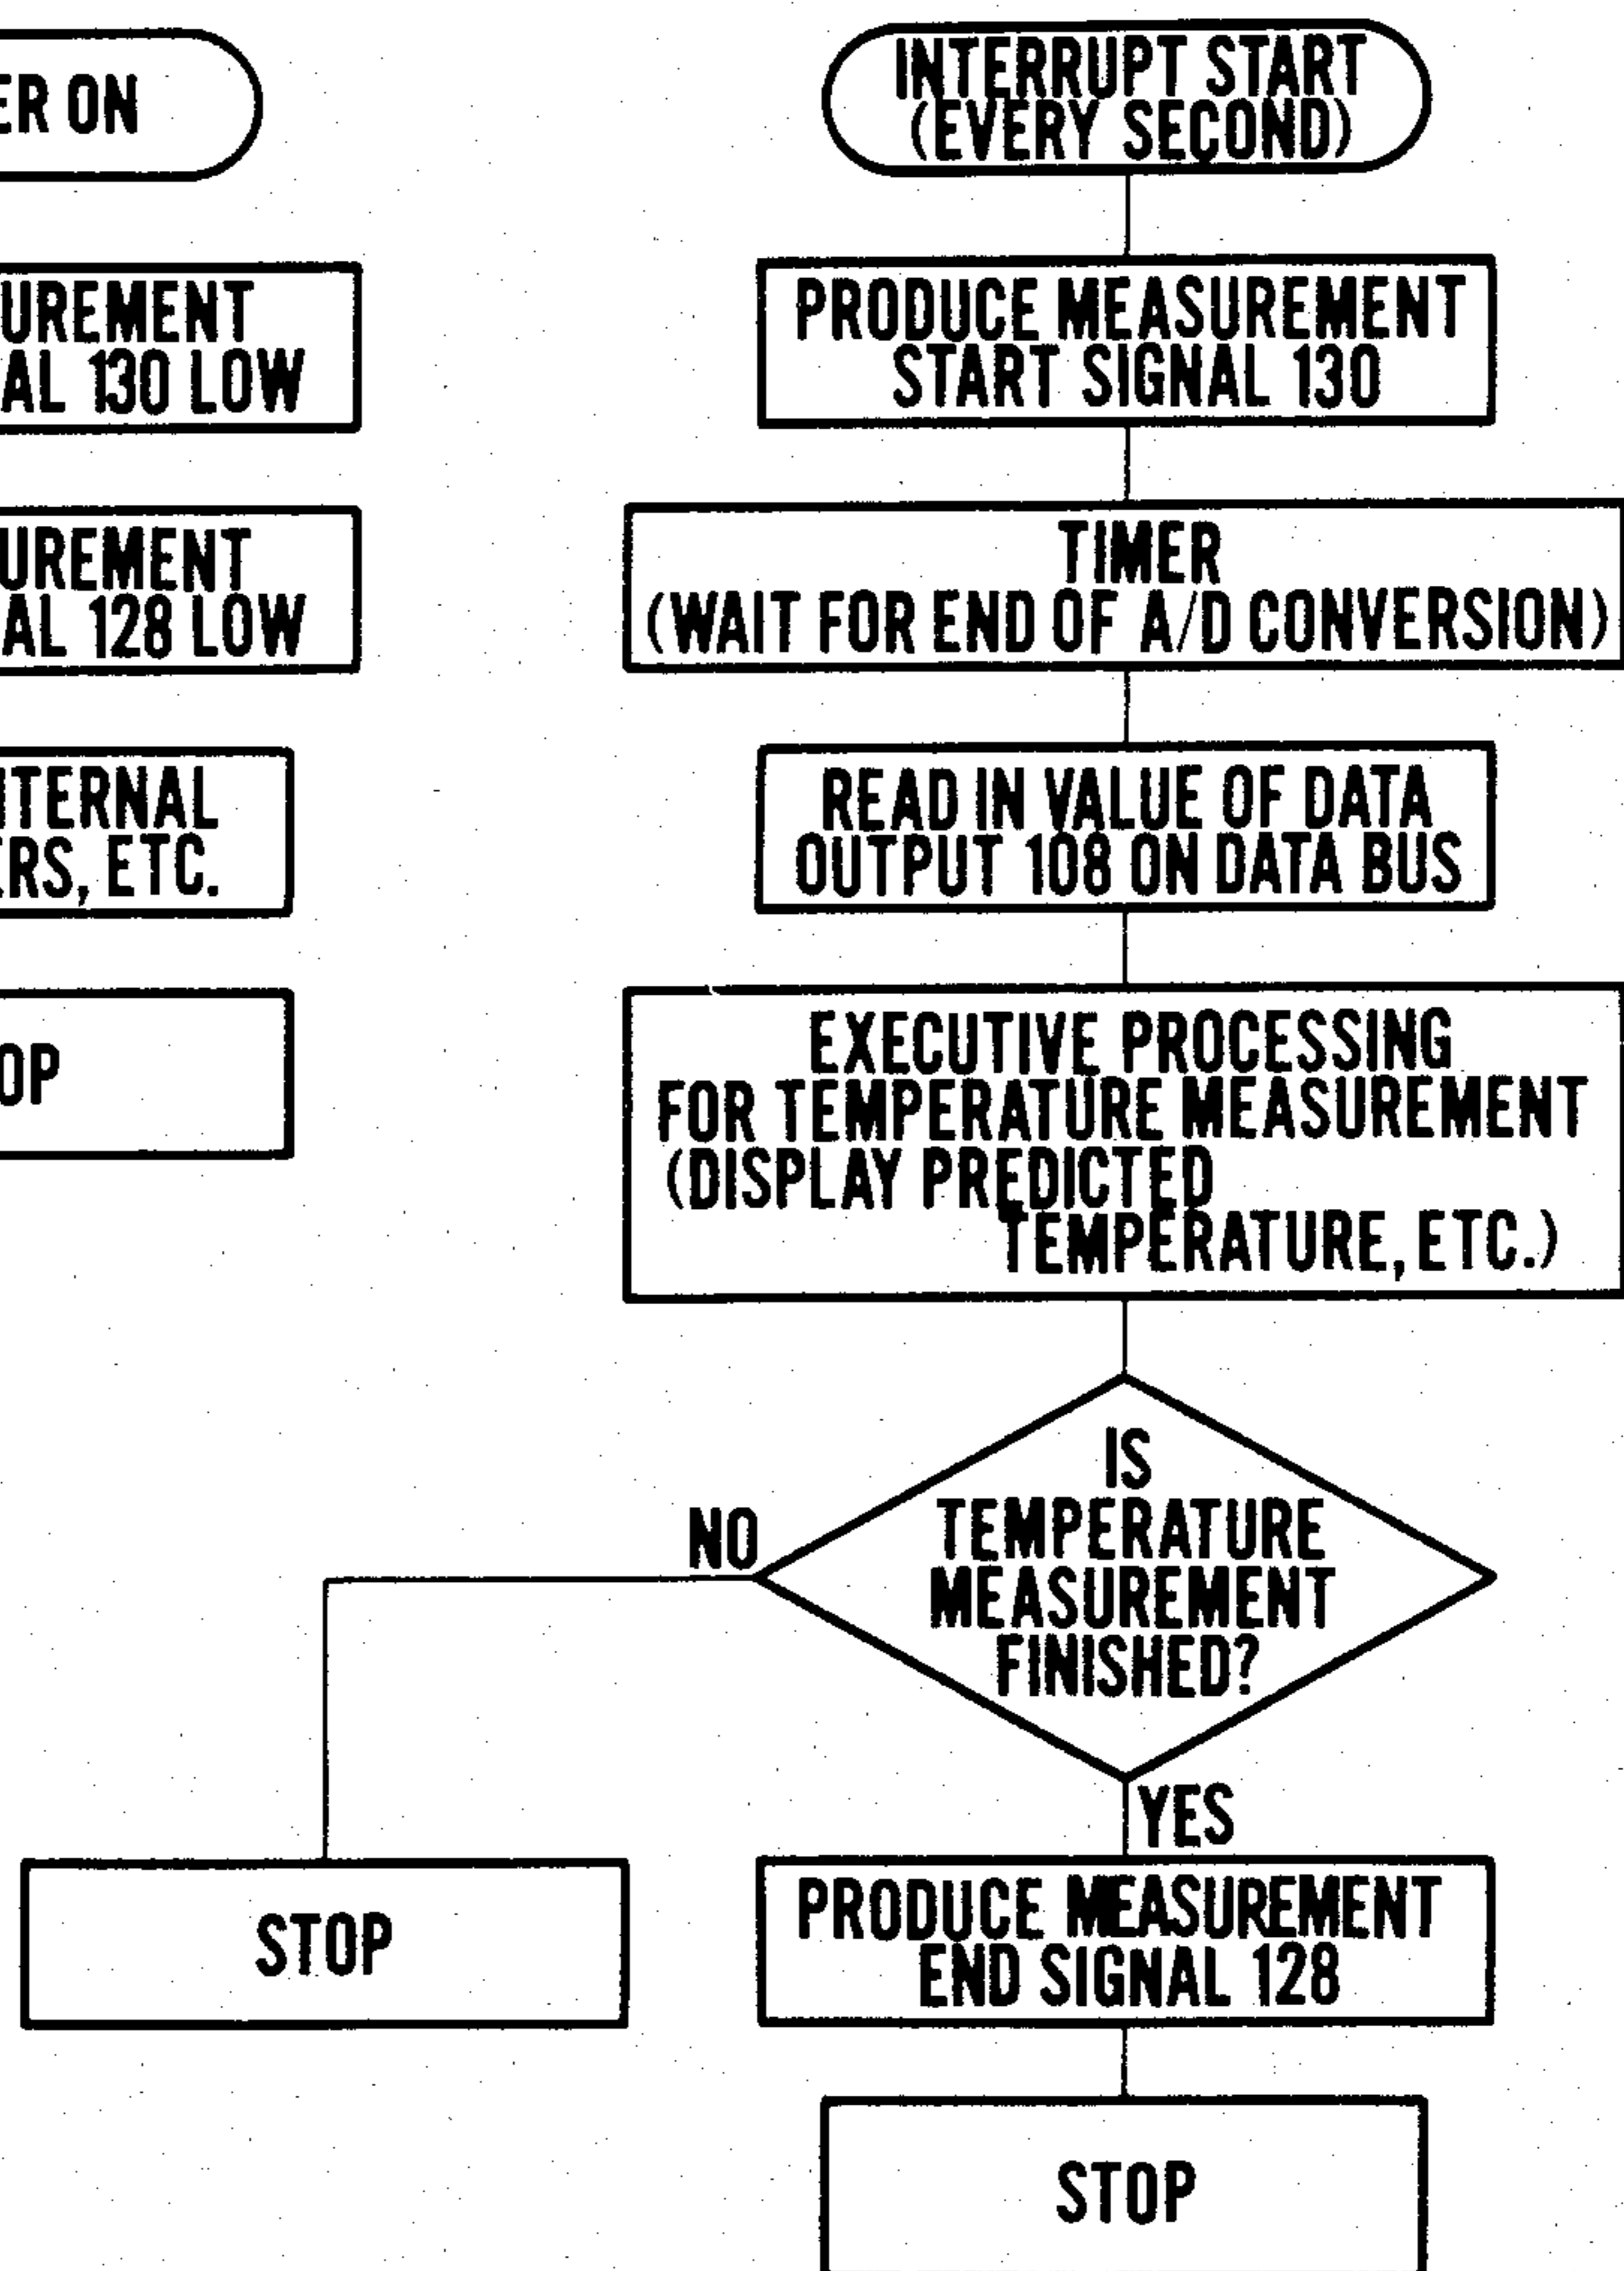 ER ON
UREMENT
AL 130 LOW
UREMENT
AL 128 LOW
TERNAL
ERS, ETC.
OP
INTERRUPT START
(EVERY SECOND)
PRODUCE MEASUREMENT
START SIGNAL 130
TIMER
(WAIT FOR END OF A/D CONVERSION)
READ IN VALUE OF DATA
OUTPUT 108 ON DATA BUS
EXECUTIVE PROCESSING
FOR TEMPERATURE MEASUREMENT
(DISPLAY PREDICTED
TEMPERATURE, ETC.)
IS
TEMPERATURE
MEASUREMENT
FINISHED?
NO
YES
STOP
PRODUCE MEASUREMENT
END SIGNAL 128
STOP